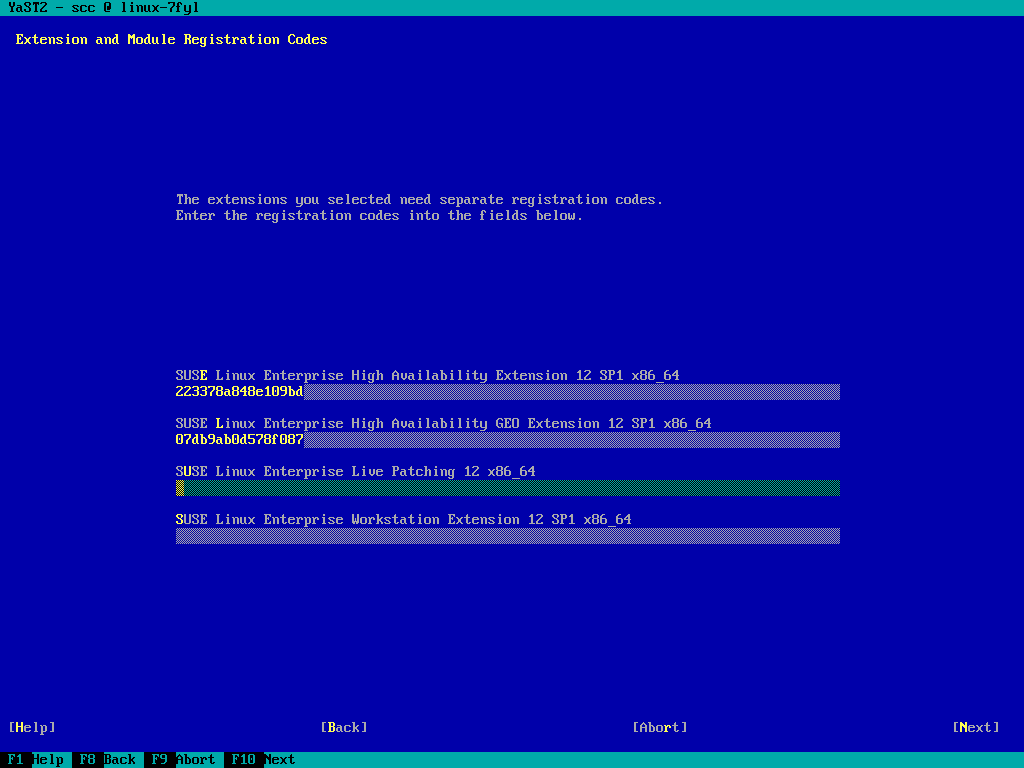 YaST2 - scc @ linux-7fyl
Extension and Module Registration Codes
The extensions you selected need separate registration codes.
Enter the registration codes into the fields below.
SUSE Linux Enterprise High Availability Extension 12 SP1 x86_64
223378a848e109bd
SUSE Linux Enterprise High Availability GEO Extension 12 SP1 x86_64
07db9ab0d578f087
SUSE Linux Enterprise Live Patching 12 x86_64
SUSE Linux Enterprise Workstation Extension 12 SP1 x86_64
[Help] [Back] [Abort] [Next]
F1 Help F8 Back F9 Abort F10 Next